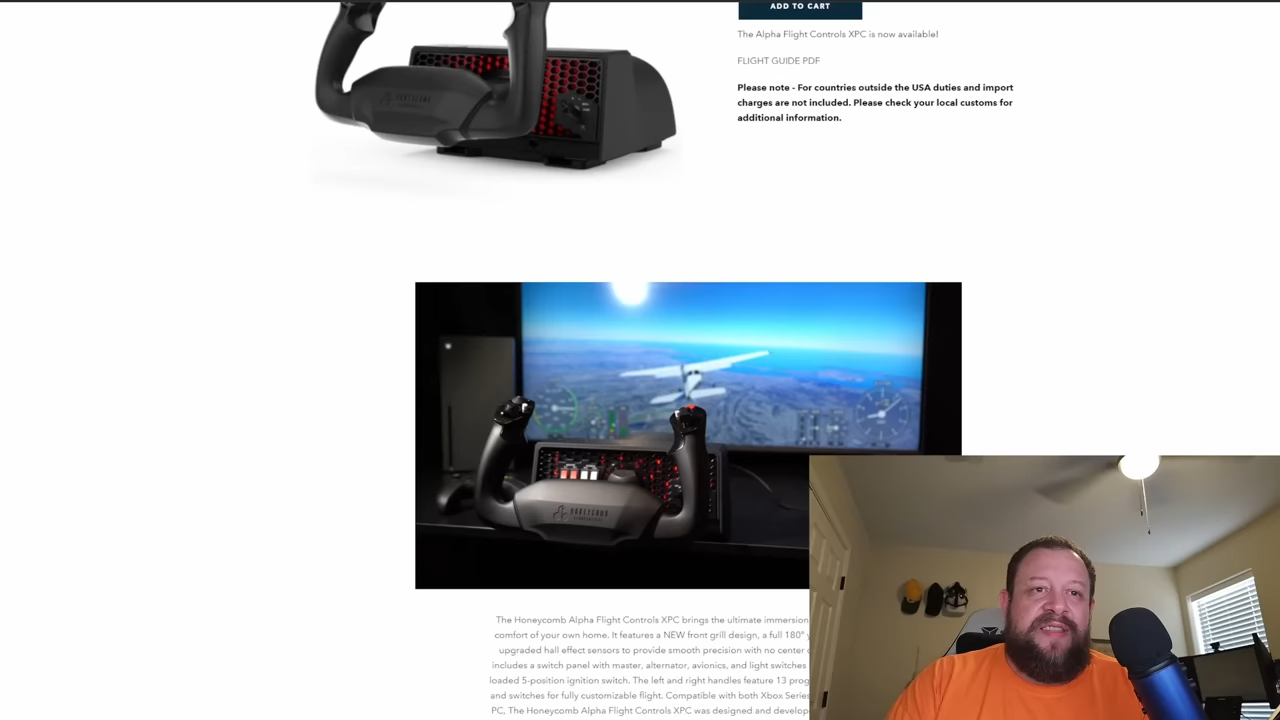 ADD TO CART
The Alpha Flight Controls XPC is now available!
FLIGHT GUIDE PDF
Please note - For countries outside the USA duties and import
charges are not included. Please check your local customs for
additional information.
HONEYCOMB
The Honeycomb Alpha Flight Controls XPC brings the ultimate immersion
comfort of your own home. It features a NEW front grill design, a full 180°
upgraded hall effect sensors to provide smooth precision with no center
includes a switch panel with master, alternator, avionics, and light switches
loaded 5-position ignition switch. The left and right handles feature 13
and switches for fully customizable flight. Compatible with both Xbox Series
PC, The Honeycomb Alpha Flight Controls XPC was designed and